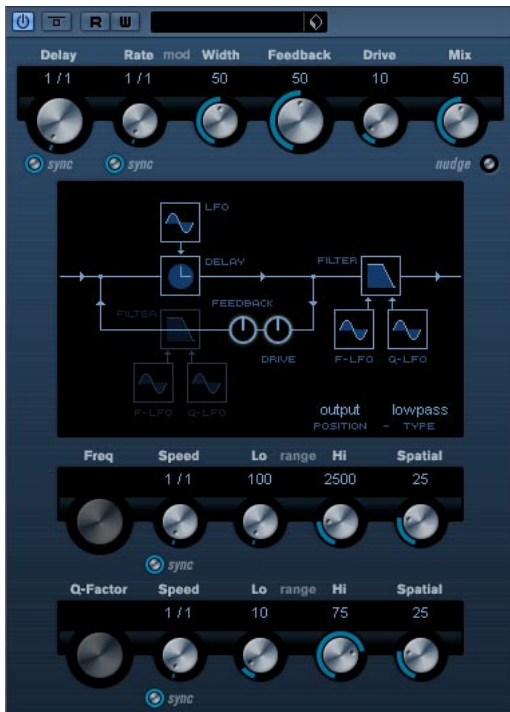 R W
Delay Rate mod Width Feedback Drive Mix
1 / 1 1 / 1 50 50 10 50
sync sync nudge
LFO
DELAY FILTER
FEEDBACK
FILTER
DRIVE F-LFO Q-LFO
F-LFO Q-LFO
output lowpass
POSITION - TYPE
Freq Speed Lo range Hi Spatial
1 / 1 100 2500 25
sync
Q-Factor Speed Lo range Hi Spatial
1 / 1 10 75 25
sync